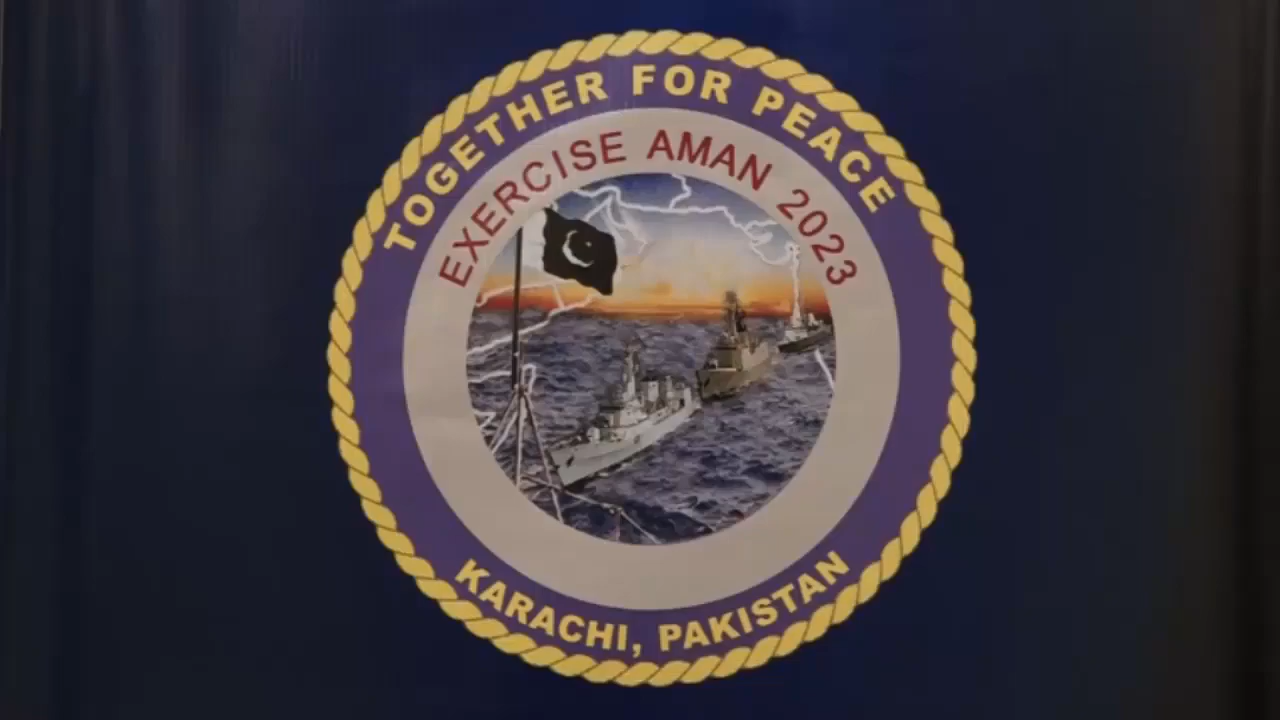 TOGETHER FOR PEACE
EXERCISE AMAN 2023
KARACHI, PAKISTAN